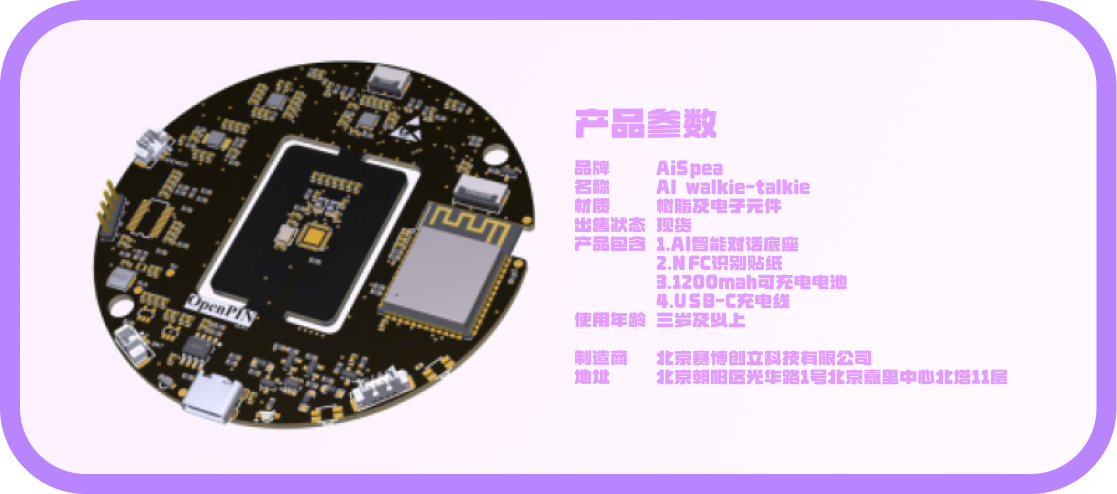 产品参数
品牌 AiSpea
名称 AI walkie-talkie
材质 树脂及电子元件
出售状态 现货
产品包含 1.AI智能对话底座
2.NFC识别贴纸
3.1200mah可充电电池
4.USB-C充电线
使用年龄 三岁及以上
制造商 北京赛博创立科技有限公司
地址 北京朝阳区光华路1号北京嘉里中心北塔11层
OpenPIN